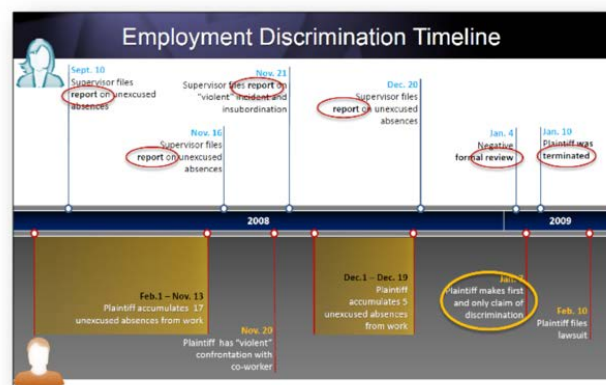 Employment Discrimination Timeline
Sept. 10
Supervisor files
report on unexcused
absences
Nov. 16
Supervisor files
report on unexcused
absences
Nov. 21
Supervisor files report on
"violent" incident and
insubordination
Dec. 20
Supervisor files
report on unexcused
absences
Jan. 4
Negative
formal review
Jan. 10
Plaintiff was
terminated
2008
2009
Feb.1 – Nov. 13
Plaintiff accumulates 17
unexcused absences from work
Nov. 20
Plaintiff has "violent"
confrontation with
co-worker
Dec.1 – Dec. 19
Plaintiff
accumulates 5
unexcused absences
from work
Jan.
Plaintiff makes first
and only claim of
discrimination
Feb. 10
Plaintiff files
lawsuit